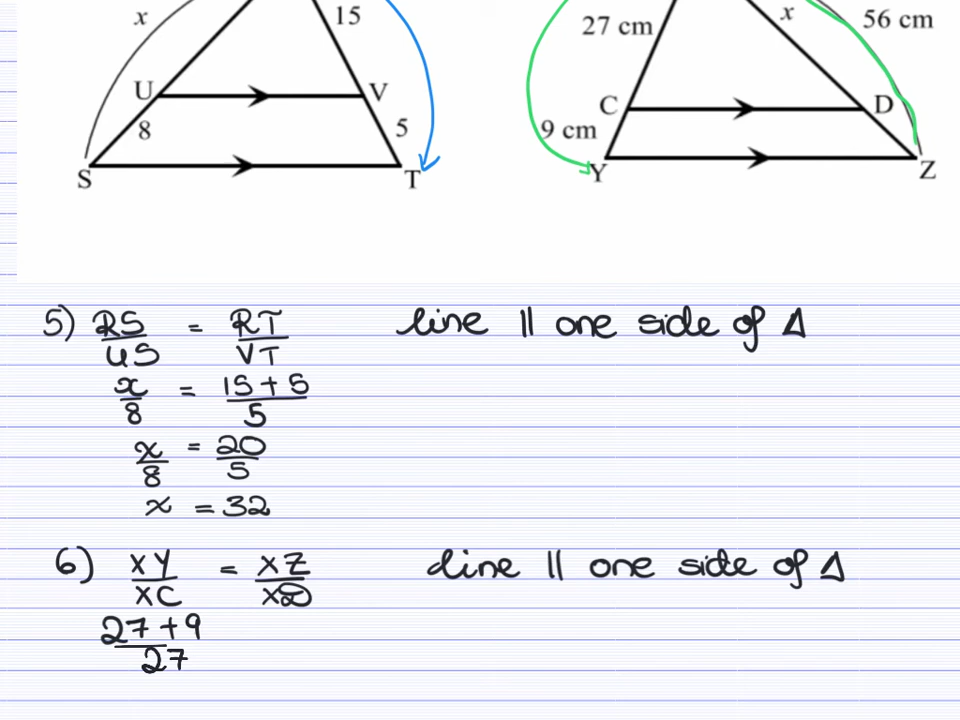 x 15 27 cm x 56 cm
U V C D
8 5 9 cm
S T Y Z
5) RS/US = RT/VT line || one side of Δ
x/8 = 15+5/5
x/8 = 20/5
x = 32
6) XY/XC = XZ/XD line || one side of Δ
27+9/27